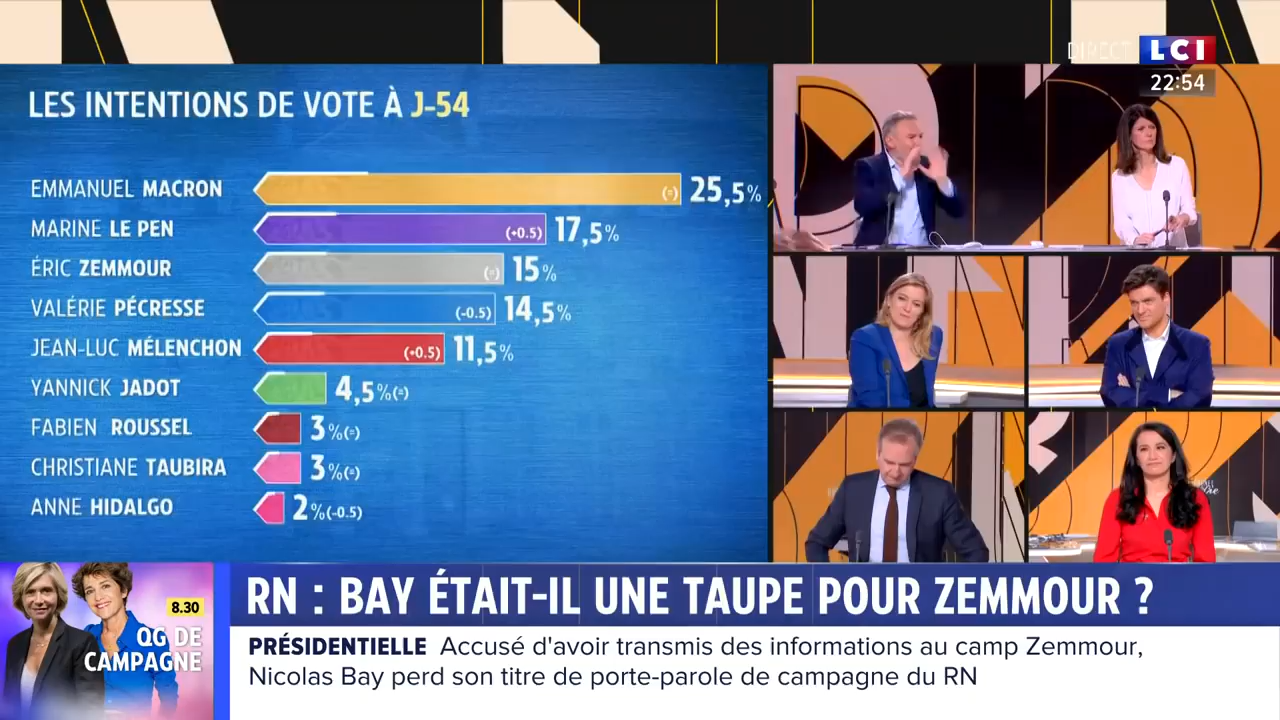 DIRECT LCI
22:54
LES INTENTIONS DE VOTE À J-54
EMMANUEL MACRON (=) 25,5%
MARINE LE PEN (+0.5) 17,5%
ÉRIC ZEMMOUR (=) 15%
VALÉRIE PÉCRESSE (-0.5) 14,5%
JEAN-LUC MÉLENCHON (+0.5) 11,5%
YANNICK JADOT 4,5%(=)
FABIEN ROUSSEL 3%(=)
CHRISTIANE TAUBIRA 3%(=)
ANNE HIDALGO 2%(-0.5)
8.30
QG DE
CAMPAGNE
RN : BAY ÉTAIT-IL UNE TAUPE POUR ZEMMOUR ?
PRÉSIDENTIELLE Accusé d'avoir transmis des informations au camp Zemmour,
Nicolas Bay perd son titre de porte-parole de campagne du RN